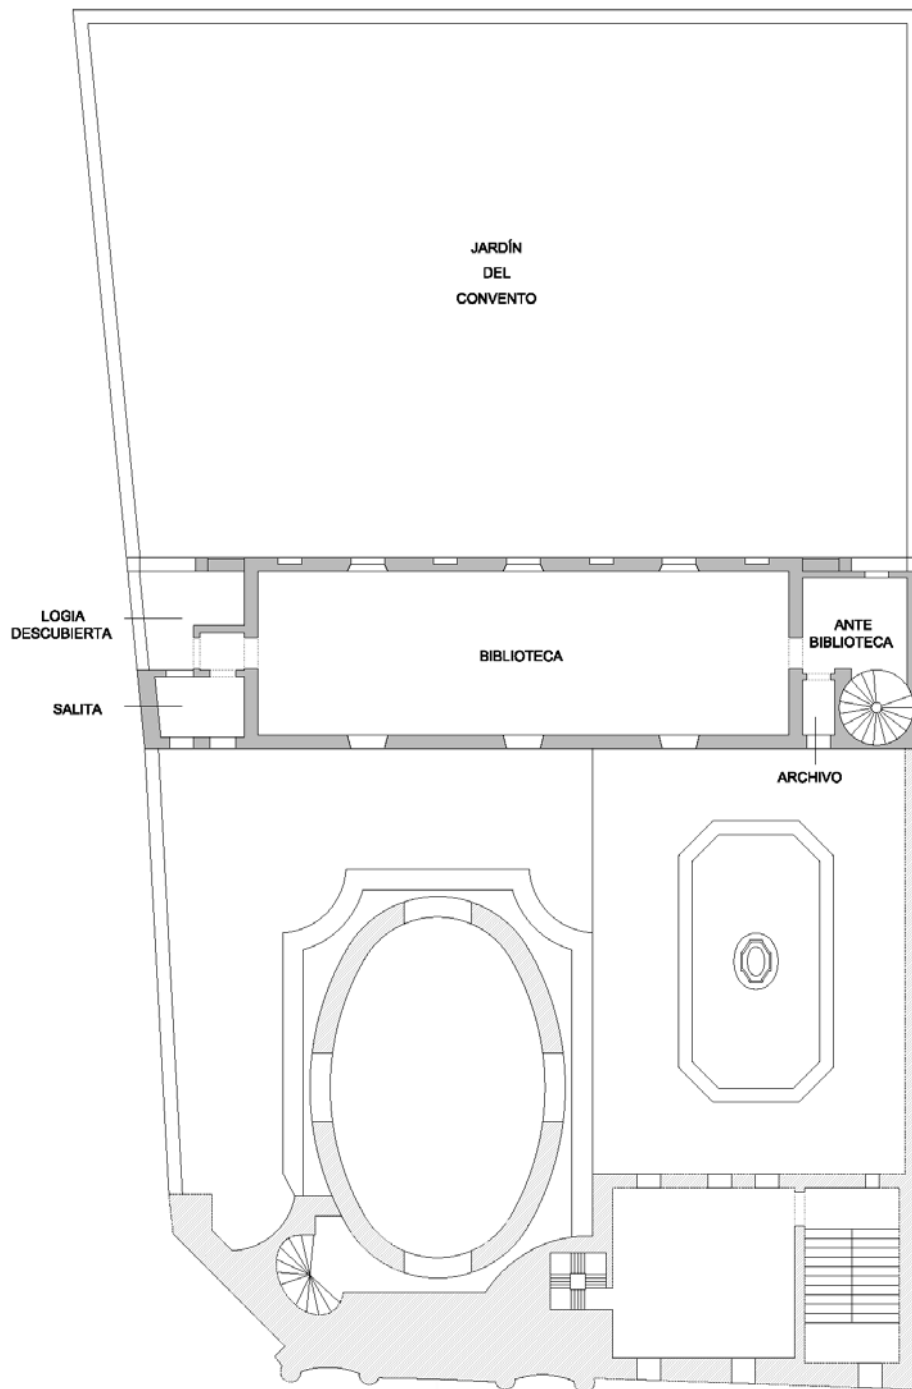 JARDÍN
DEL
CONVENTO
LOGIA
DESCUBIERTA
SALITA
BIBLIOTECA
ANTE
BIBLIOTECA
ARCHIVO